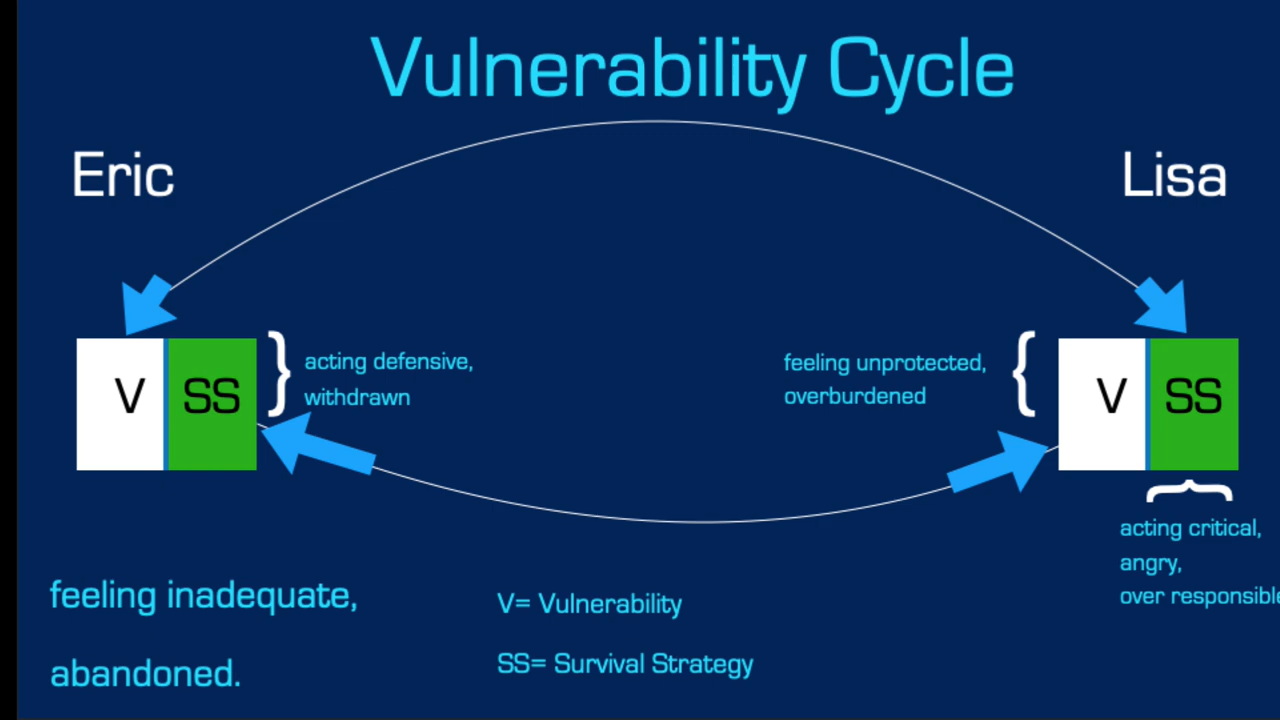 Vulnerability Cycle
Eric
Lisa
V
SS
acting defensive,
withdrawn
feeling unprotected,
overburdened
V
SS
acting critical,
angry,
over responsible
feeling inadequate,
abandoned.
V= Vulnerability
SS= Survival Strategy